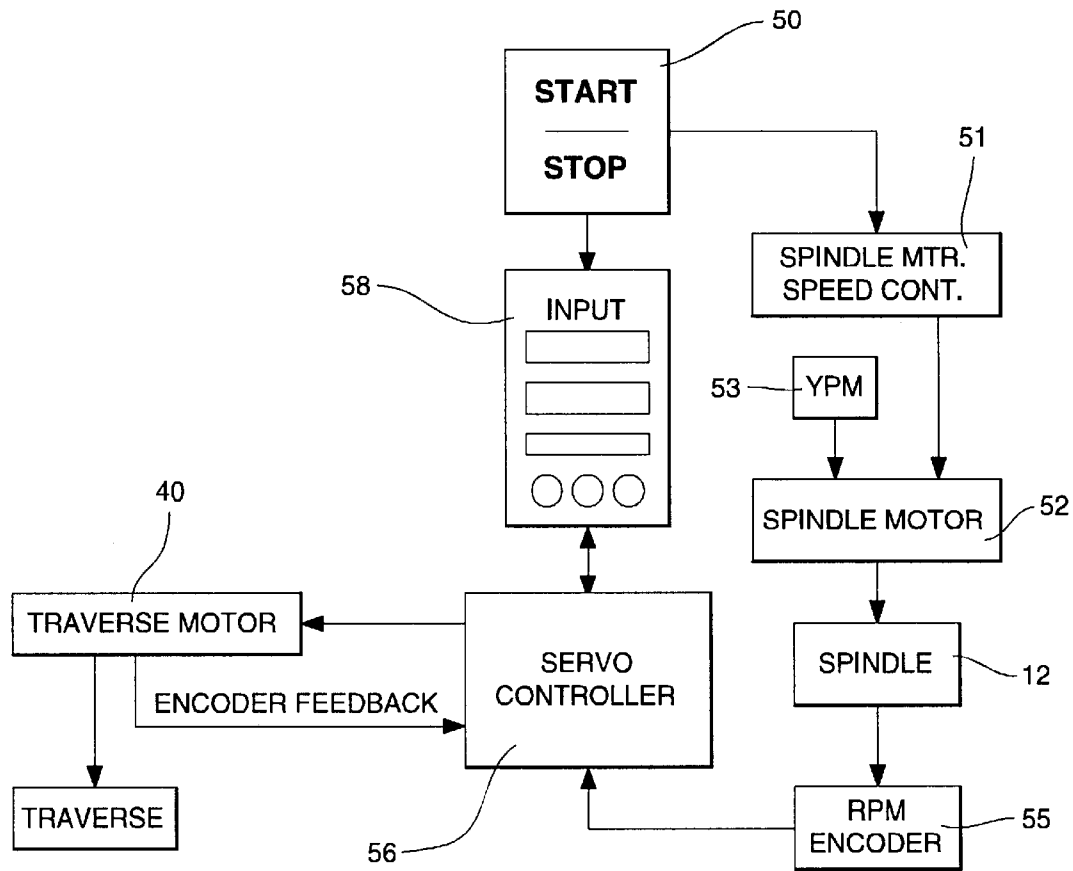 50
START
STOP
51
SPINDLE MTR.
SPEED CONT.
58
INPUT
53
YPM
40
SPINDLE MOTOR
52
TRAVERSE MOTOR
SERVO
CONTROLLER
SPINDLE
12
ENCODER FEEDBACK
TRAVERSE
56
RPM
ENCODER
55